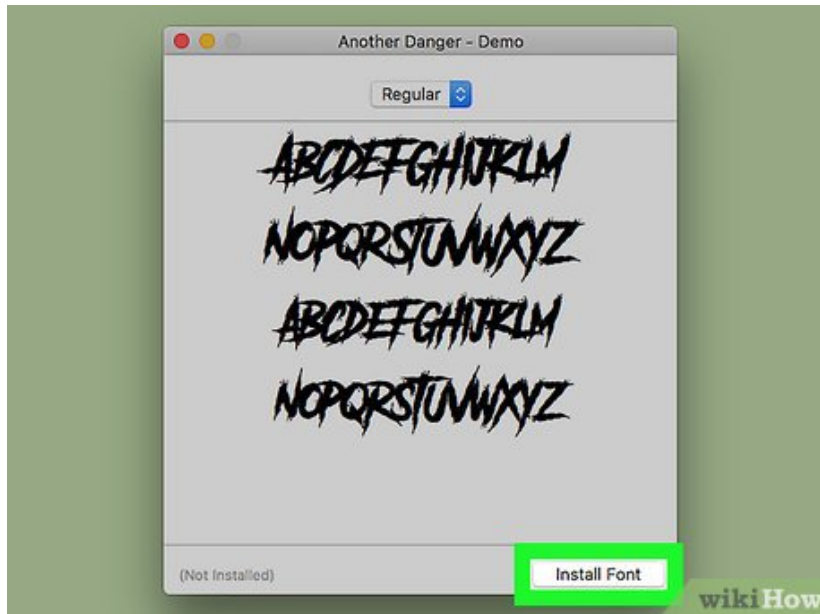 Another Danger - Demo
Regular
ABCDEFGHIJKLM
NOPQRSTUVWXYZ
ABCDEFGHIJKLM
NOPQRSTUVWXYZ
(Not Installed)
Install Font
wikiHow